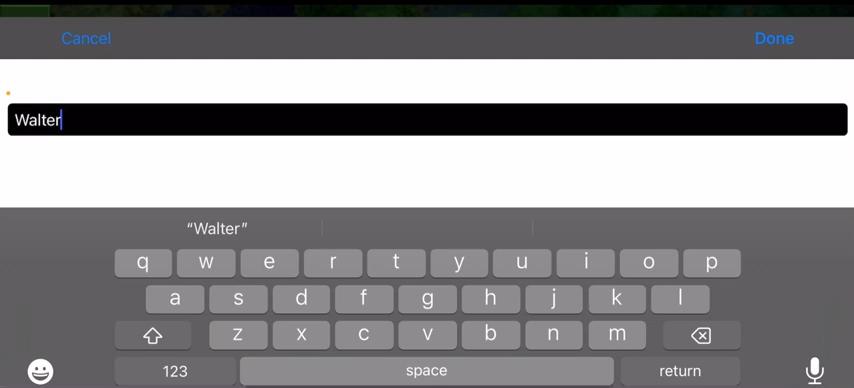 Cancel Done
Walter
“Walter”
q w e r t y u i o p
a s d f g h j k l
z x c v b n m
123 space return